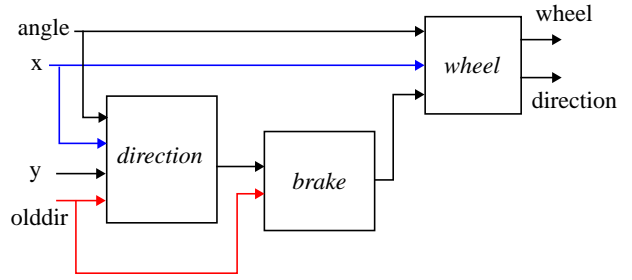 wheel
angle
x
wheel
direction
direction
y
brake
olddir